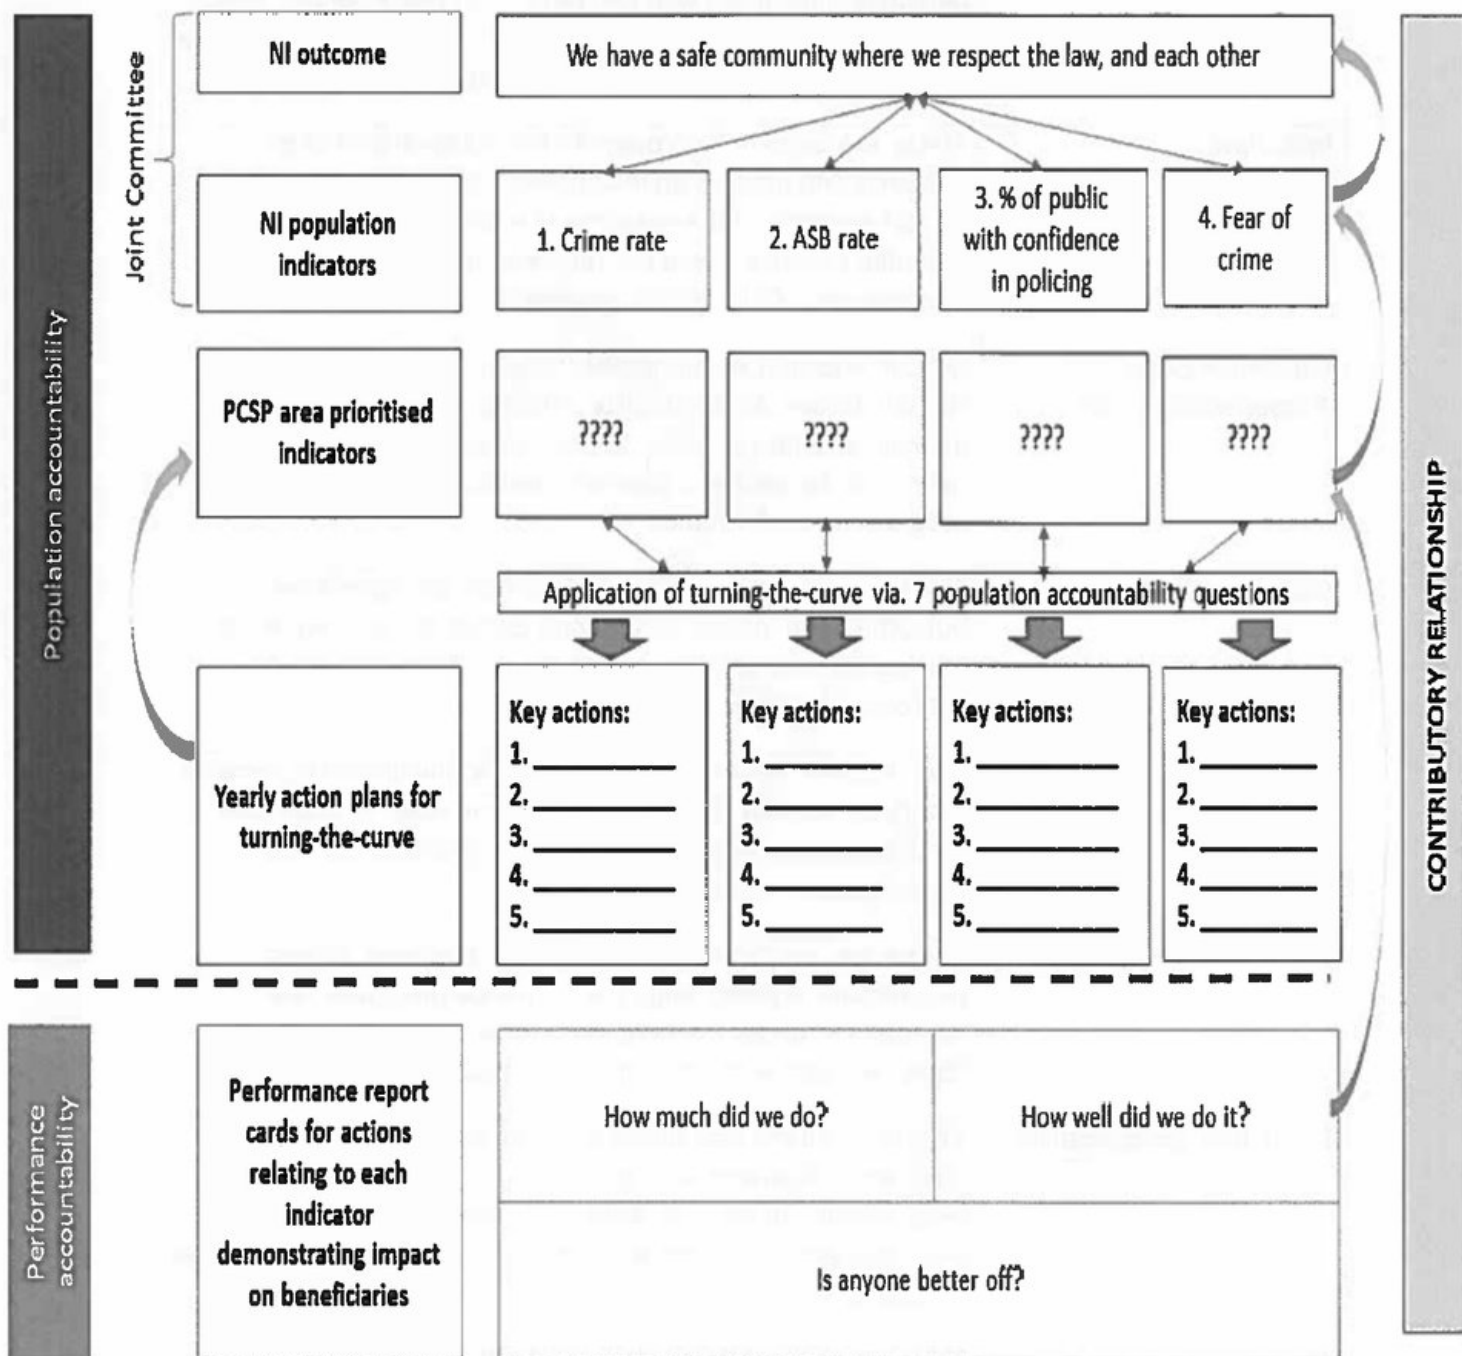 NI outcome
We have a safe community where we respect the law, and each other
Joint Committee
NI population
indicators
1. Crime rate
2. ASB rate
3. % of public
with confidence
in policing
4. Fear of
crime
Population accountability
PCSP area prioritised
indicators
????
????
????
????
Application of turning-the-curve via. 7 population accountability questions
Yearly action plans for
turning-the-curve
Key actions:
1.
2.
3.
4.
5.
Key actions:
1.
2.
3.
4.
5.
Key actions:
1.
2.
3.
4.
5.
Key actions:
1.
2.
3.
4.
5.
CONTRIBUTORY RELATIONSHIP
Performance
accountability
Performance report
cards for actions
relating to each
indicator
demonstrating impact
on beneficiaries
How much did we do?
How well did we do it?
Is anyone better off?